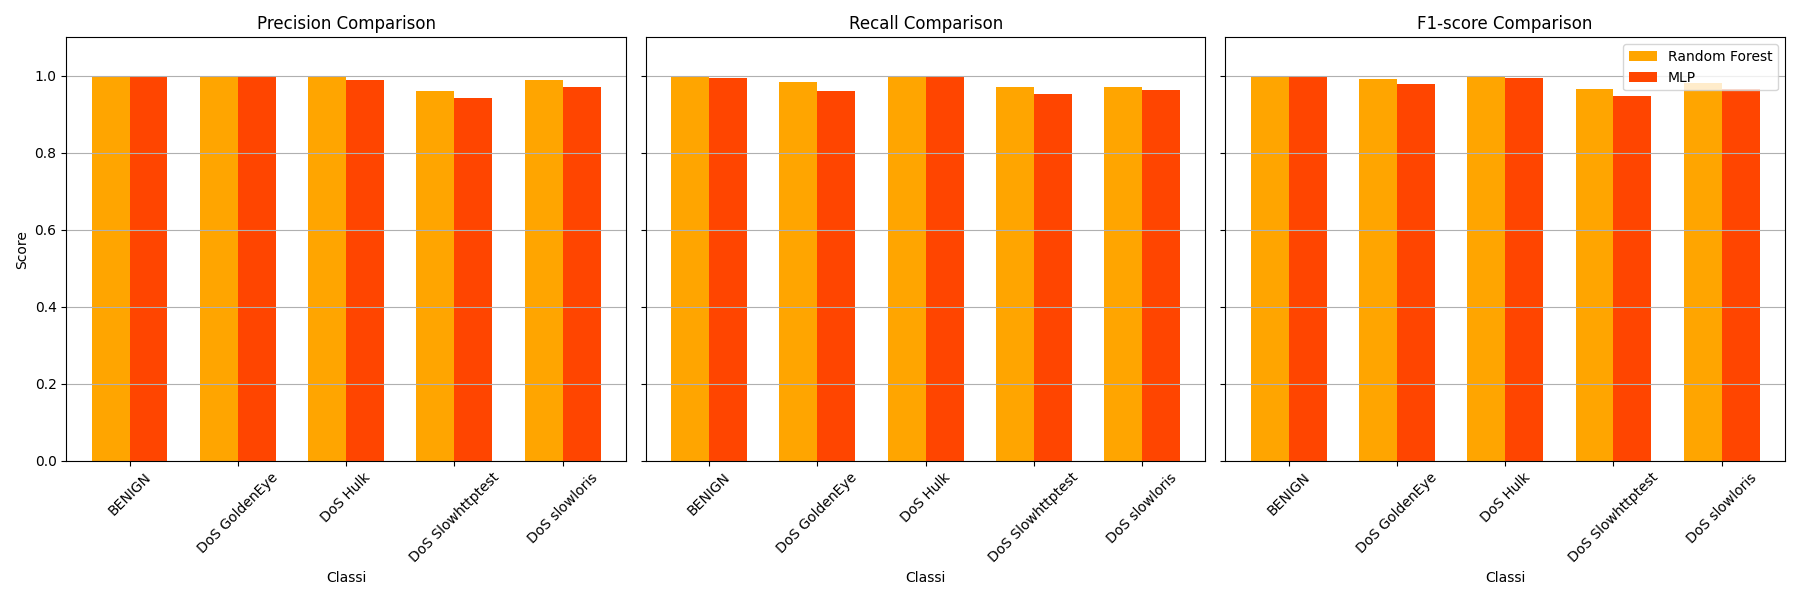 Precision Comparison
Recall Comparison
F1-score Comparison
Random Forest
MLP
Score
1.0
0.8
0.6
0.4
0.2
0.0
BENIGN
DoS GoldenEye
DoS Hulk
DoS Slowhttptest
DoS slowloris
BENIGN
DoS GoldenEye
DoS Hulk
DoS Slowhttptest
DoS slowloris
BENIGN
DoS GoldenEye
DoS Hulk
DoS Slowhttptest
DoS slowloris
Classi
Classi
Classi